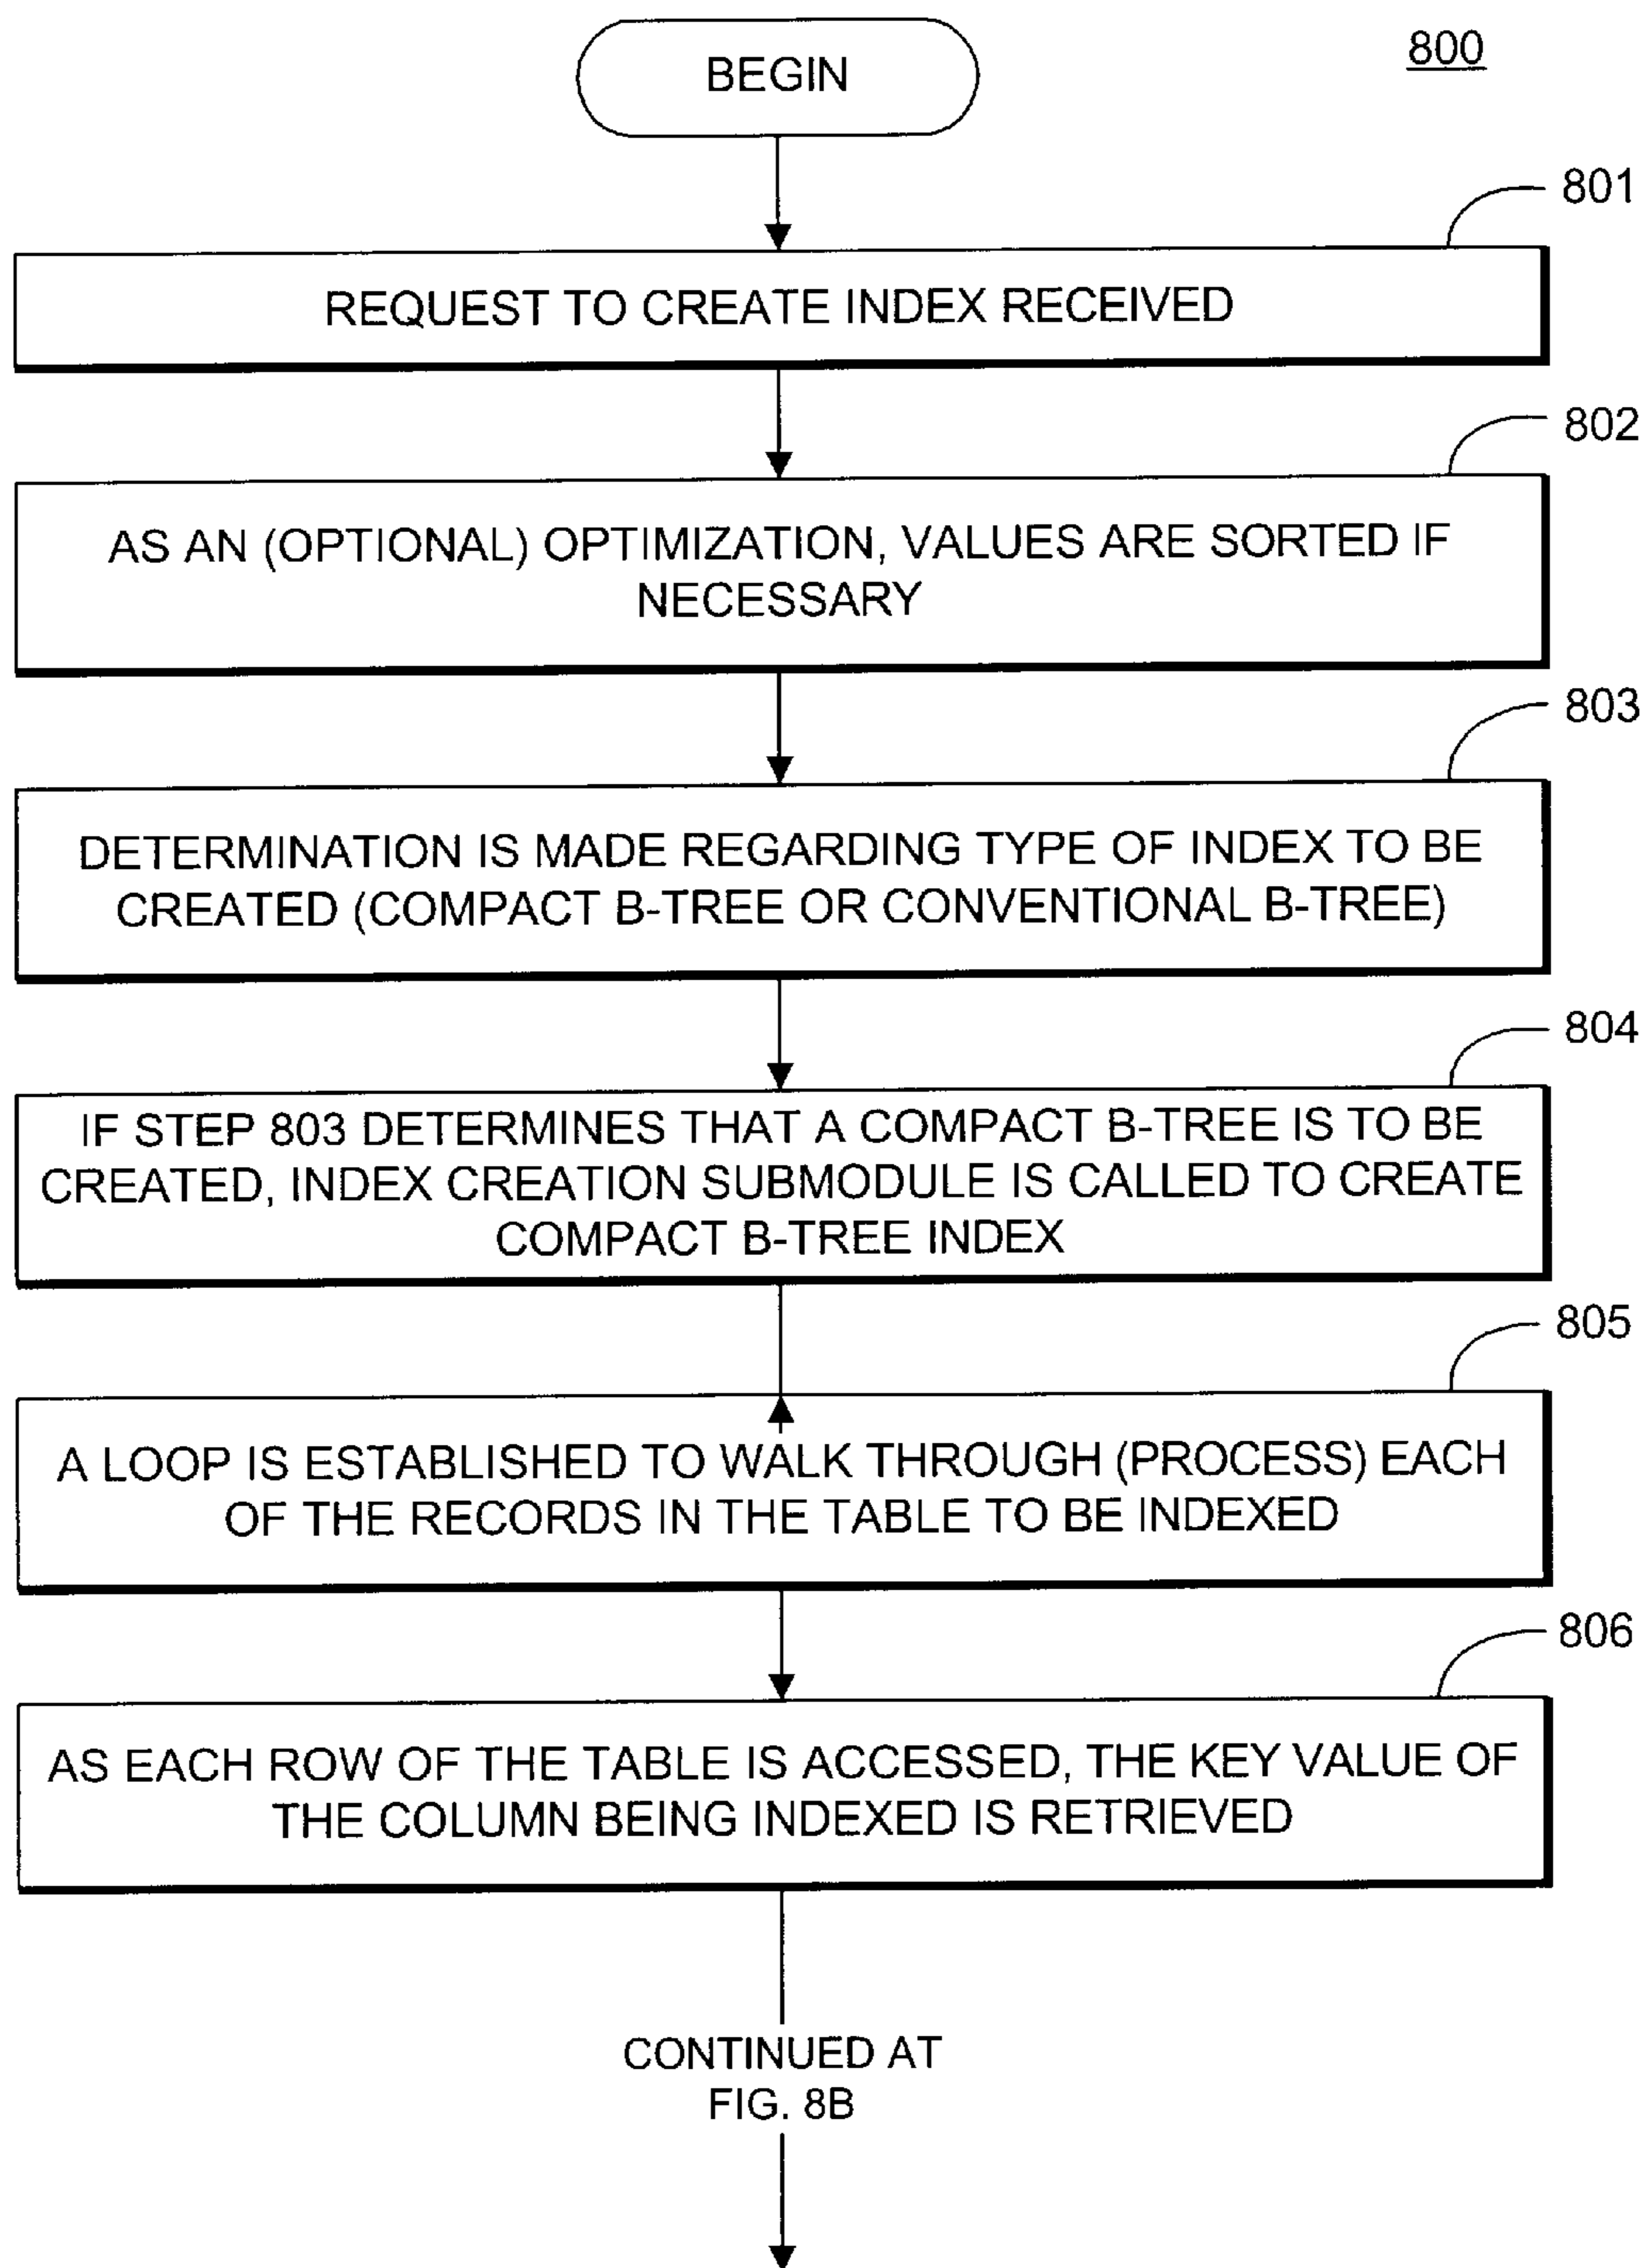 800
BEGIN
801
REQUEST TO CREATE INDEX RECEIVED
802
AS AN (OPTIONAL) OPTIMIZATION, VALUES ARE SORTED IF
NECESSARY
803
DETERMINATION IS MADE REGARDING TYPE OF INDEX TO BE
CREATED (COMPACT B-TREE OR CONVENTIONAL B-TREE)
804
IF STEP 803 DETERMINES THAT A COMPACT B-TREE IS TO BE
CREATED, INDEX CREATION SUBMODULE IS CALLED TO CREATE
COMPACT B-TREE INDEX
805
A LOOP IS ESTABLISHED TO WALK THROUGH (PROCESS) EACH
OF THE RECORDS IN THE TABLE TO BE INDEXED
806
AS EACH ROW OF THE TABLE IS ACCESSED, THE KEY VALUE OF
THE COLUMN BEING INDEXED IS RETRIEVED
CONTINUED AT
FIG. 8B